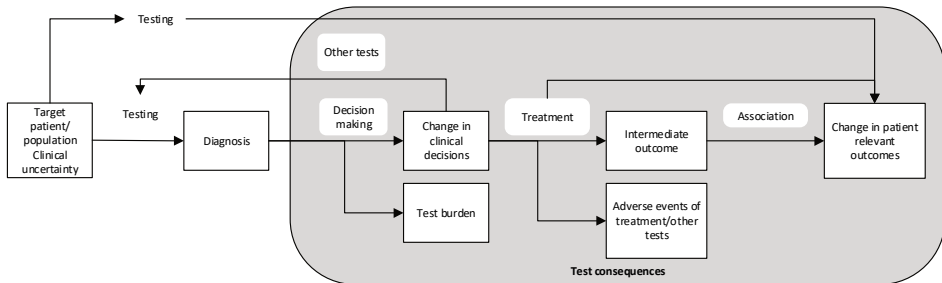 Testing
Other tests
Target
patient/
population
Clinical
uncertainty
Testing
Diagnosis
Decision
making
Change in
clinical
decisions
Treatment
Intermediate
outcome
Association
Change in patient
relevant
outcomes
Test burden
Adverse events of
treatment/other
tests
Test consequences